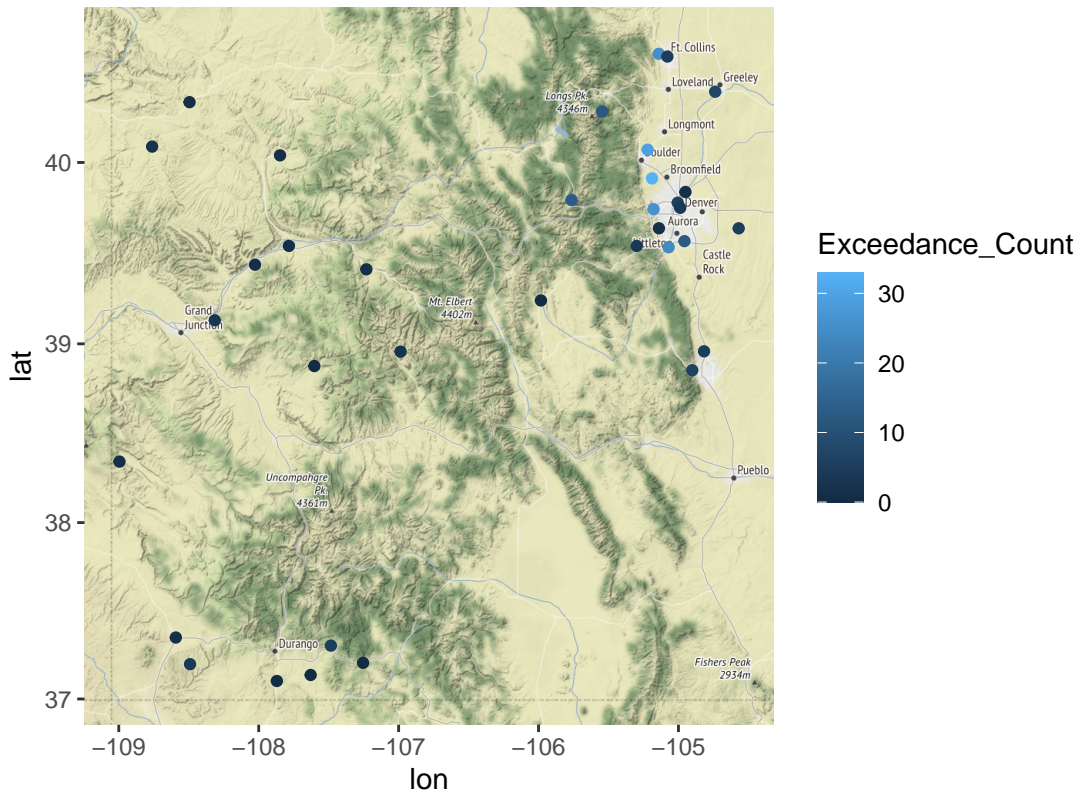 Ft. Collins
Loveland
Greeley
Longs Pk.
4346m
Longmont
oulder
Broomfield
Denver
Aurora
Littleton
Castle
Rock
Mt. Elbert
4402m
Grand
Junction
Uncompahgre
Pk.
4361m
Pueblo
Durango
Fishers Peak
2934m
40
39
38
37
lat
−109
−108
−107
−106
−105
lon
Exceedance_Count
30
20
10
0